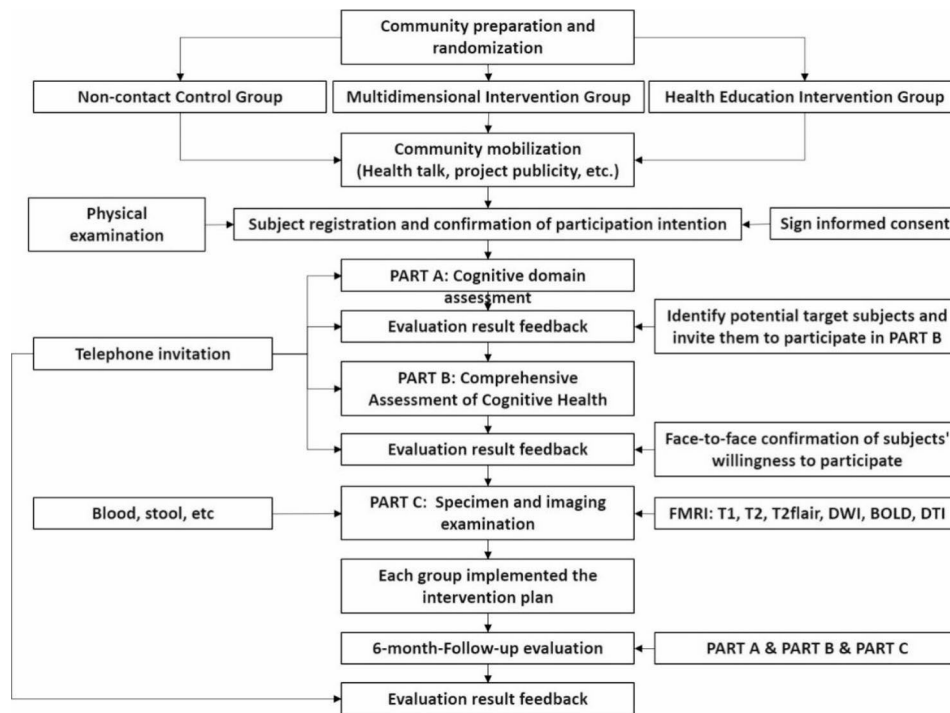 Community preparation and
randomization
Non-contact Control Group
Multidimensional Intervention Group
Health Education Intervention Group
Community mobilization
(Health talk, project publicity, etc.)
Physical
examination
Subject registration and confirmation of participation intention
Sign informed consent
PART A: Cognitive domain
assessment
Evaluation result feedback
Identify potential target subjects and
invite them to participate in PART B
Telephone invitation
PART B: Comprehensive
Assessment of Cognitive Health
Evaluation result feedback
Face-to-face confirmation of subjects'
willingness to participate
Blood, stool, etc
PART C: Specimen and imaging
examination
FMRI: T1, T2, T2flair, DWI, BOLD, DTI
Each group implemented the
intervention plan
6-month-Follow-up evaluation
PART A & PART B & PART C
Evaluation result feedback